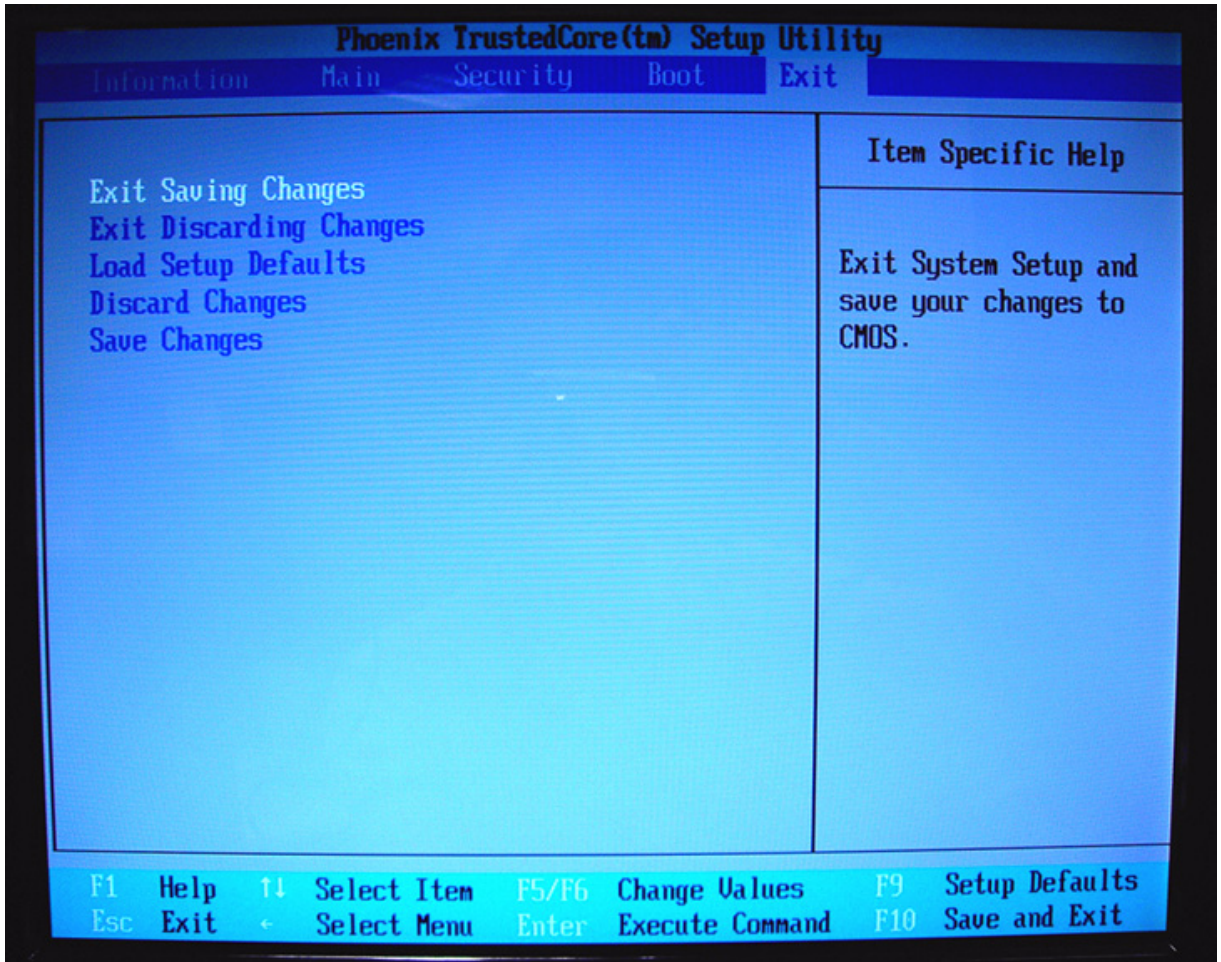 Phoenix TrustedCore(tm) Setup Utility
Information Main Security Boot Exit
Item Specific Help
Exit Saving Changes
Exit Discarding Changes
Load Setup Defaults
Discard Changes
Save Changes
Exit System Setup and
save your changes to
CMOS.
F1 Help ↑↓ Select Item F5/F6 Change Values F9 Setup Defaults
Esc Exit ← Select Menu Enter Execute Command F10 Save and Exit